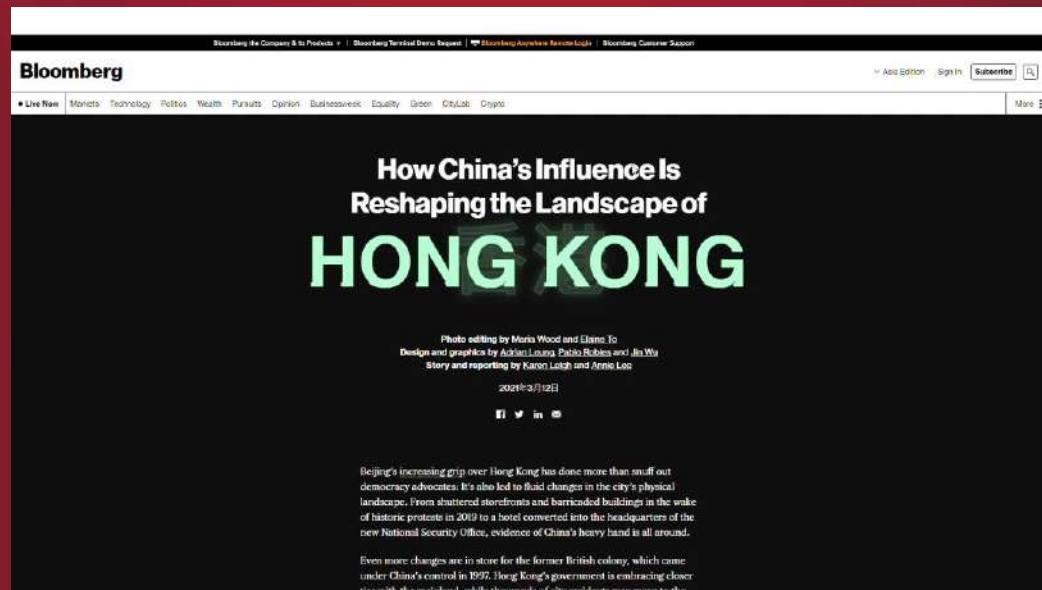 Bloomberg the Company & Its Products ▾ | Bloomberg Terminal Demo Request | Bloomberg Anywhere Remote Login | Bloomberg Customer Support
Bloomberg
Asia Edition Sign In Subscribe
• Live Now Markets Technology Politics Wealth Pursuits Opinion Businessweek Equality Green CityLab Crypto More
How China's Influence Is
Reshaping the Landscape of
香港
HONG KONG
Photo editing by Maria Wood and Elaine To
Design and graphics by Adrian Leung, Pablo Robles and Jin Wu
Story and reporting by Karen Leigh and Annie Lee
2021年3月12日
Beijing's increasing grip over Hong Kong has done more than snuff out
democracy advocates: It's also led to fluid changes in the city's physical
landscape. From shuttered storefronts and barricaded buildings in the wake
of historic protests in 2019 to a hotel converted into the headquarters of the
new National Security Office, evidence of China's heavy hand is all around.
Even more changes are in store for the former British colony, which came
under China's control in 1997. Hong Kong's government is embracing closer